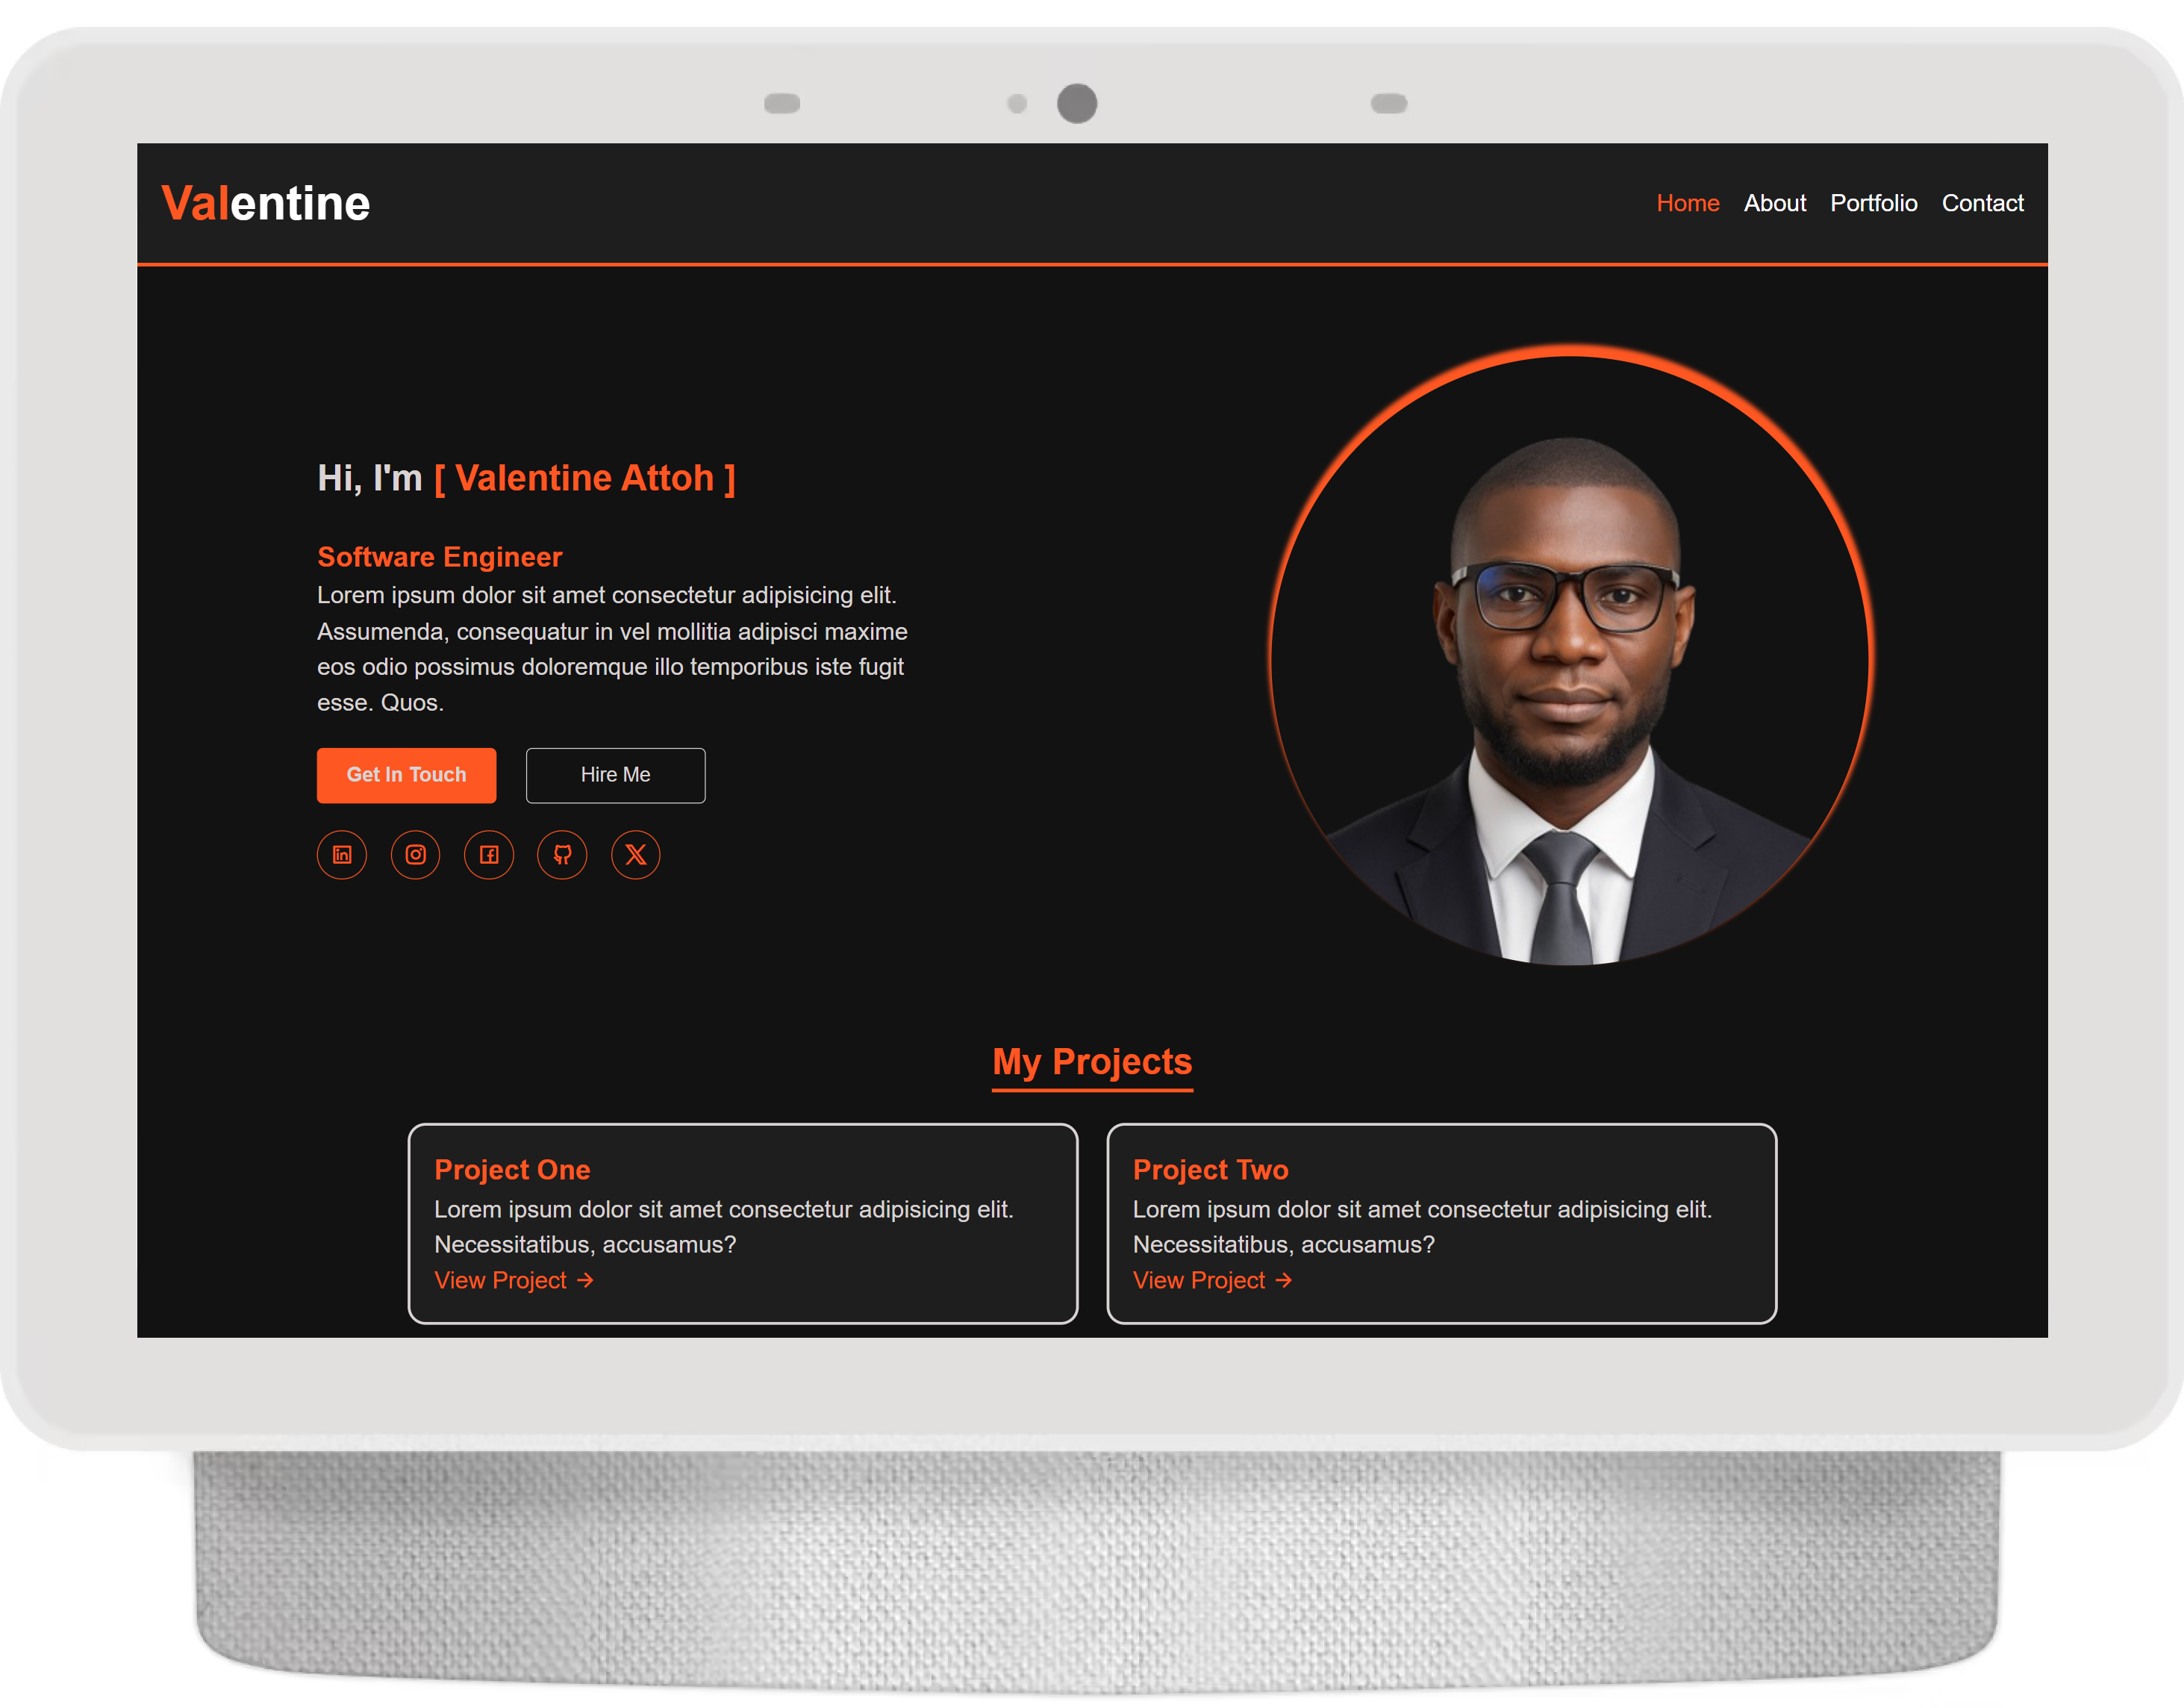 Valentine
Home About Portfolio Contact
Hi, I'm [ Valentine Attoh ]
Software Engineer
Lorem ipsum dolor sit amet consectetur adipisicing elit.
Assumenda, consequatur in vel mollitia adipisci maxime
eos odio possimus doloremque illo temporibus iste fugit
esse. Quos.
Get In Touch
Hire Me
My Projects
Project One
Lorem ipsum dolor sit amet consectetur adipisicing elit.
Necessitatibus, accusamus?
View Project →
Project Two
Lorem ipsum dolor sit amet consectetur adipisicing elit.
Necessitatibus, accusamus?
View Project →